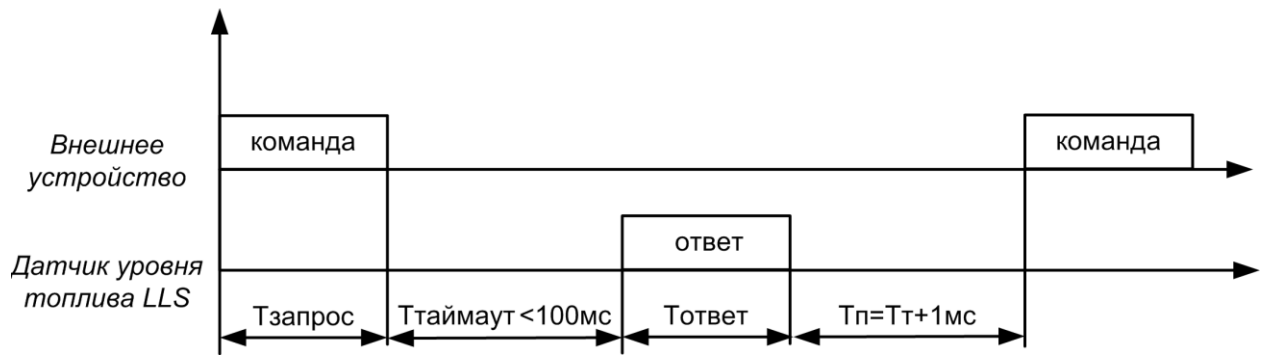 Внешнее
устройство
команда
команда
Датчик уровня
топлива LLS
ответ
Тзапрос
Ттаймаут <100мс
Тответ
Тп=Тт+1мс